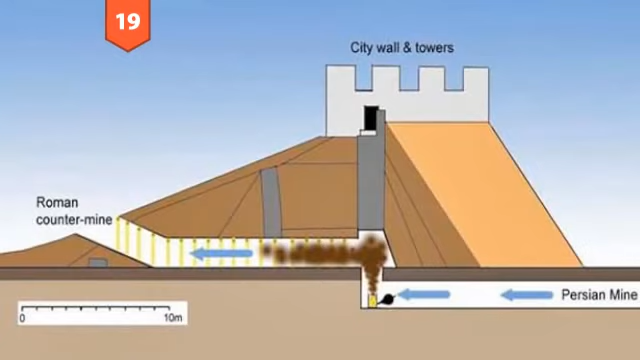 19
City wall & towers
Roman
counter-mine
Persian Mine
0 10m